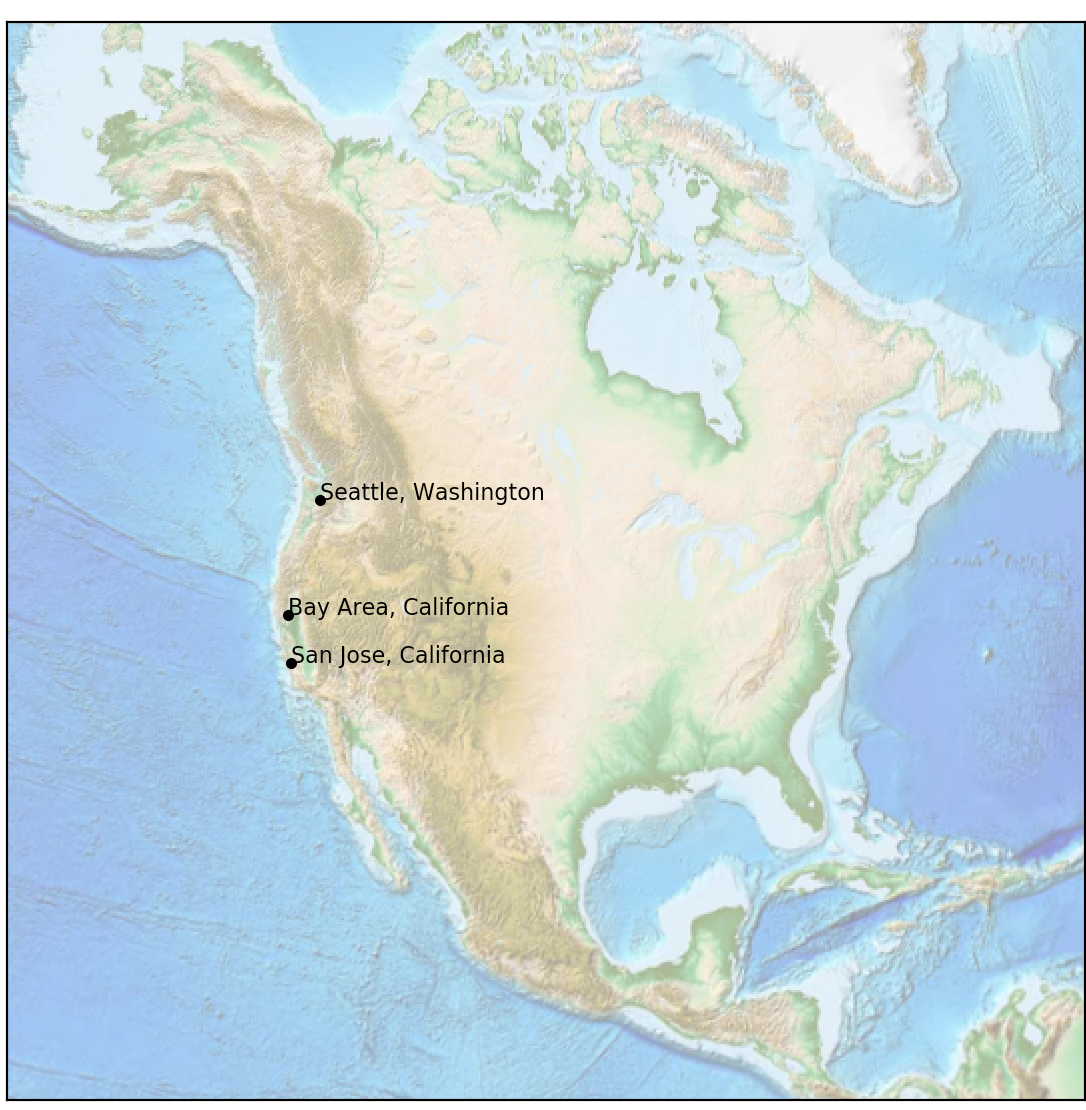 Seattle, Washington
Bay Area, California
San Jose, California